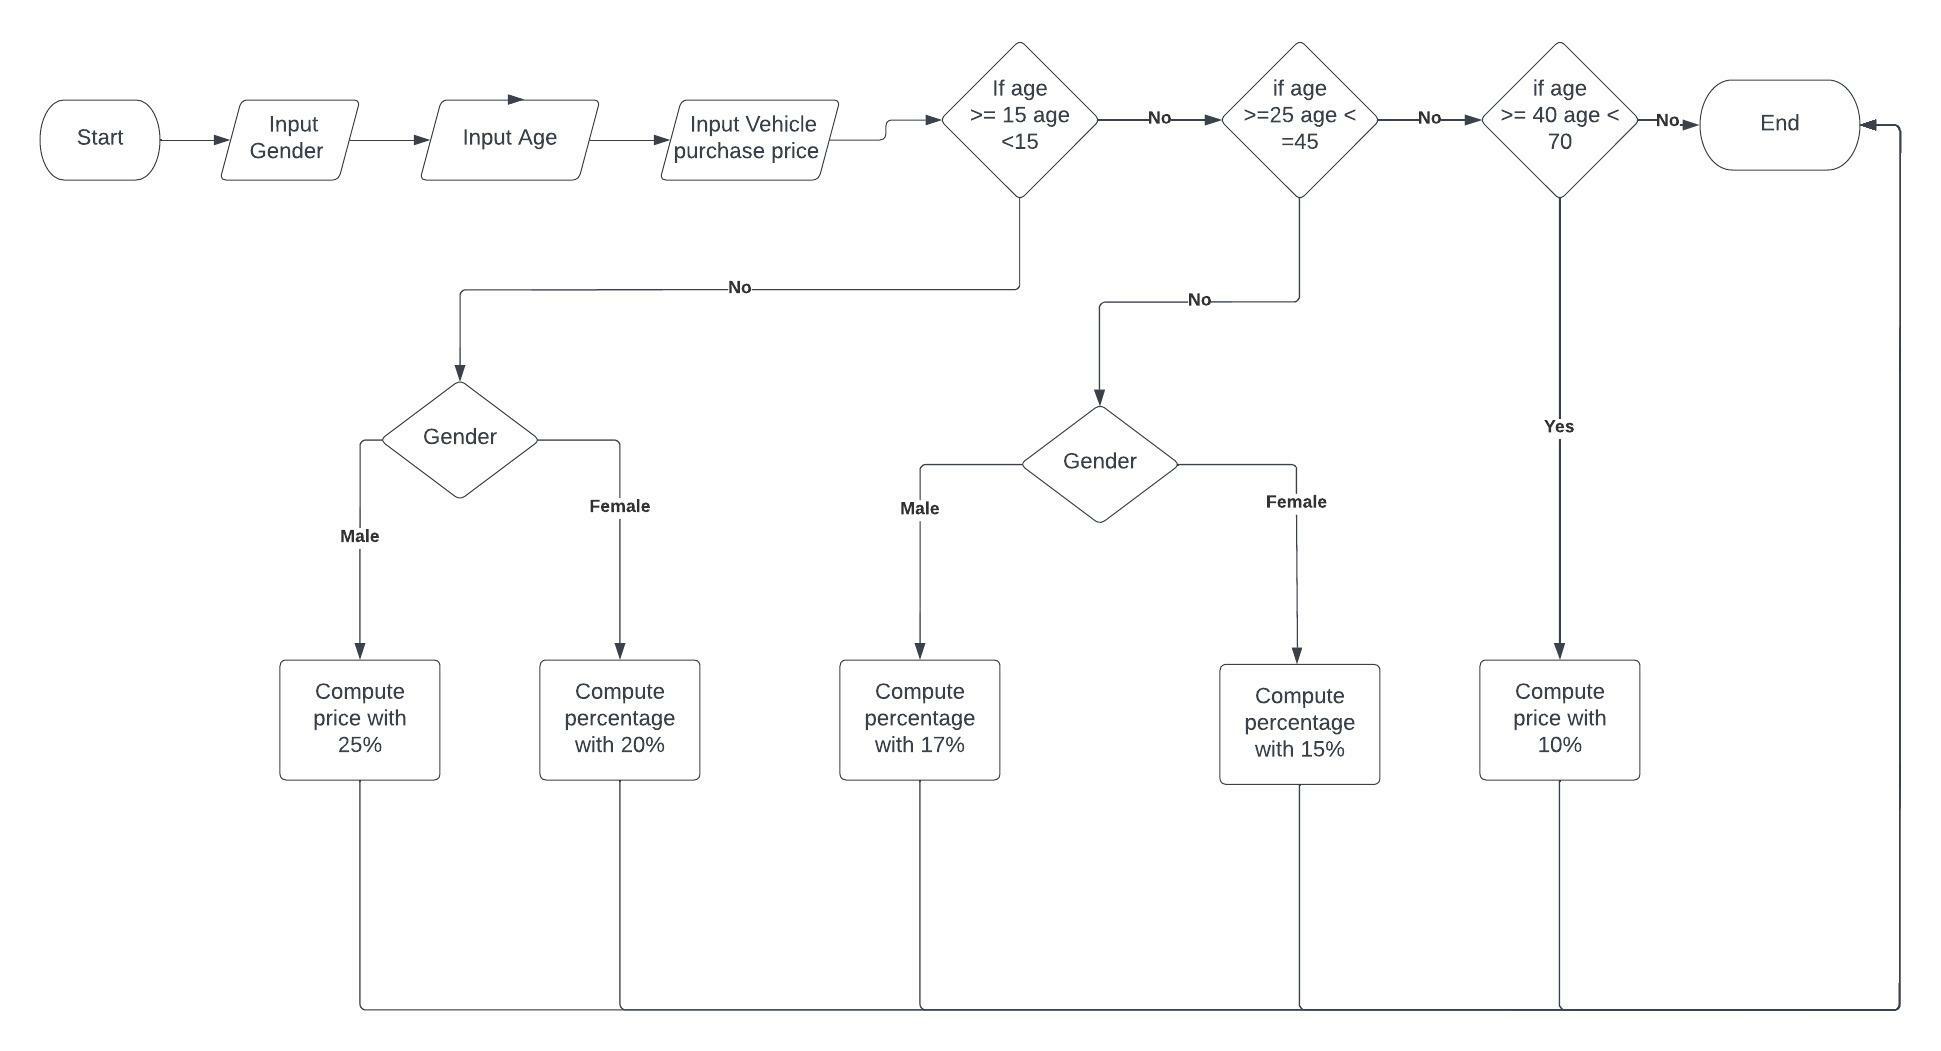 Start
Input
Gender
Input Age
Input Vehicle
purchase price
If age
>= 15 age
<15
No
if age
>=25 age <
=45
No
if age
>= 40 age <
70
No
End
No
No
Yes
Gender
Male
Female
Gender
Male
Female
Compute
price with
25%
Compute
percentage
with 20%
Compute
percentage
with 17%
Compute
percentage
with 15%
Compute
price with
10%